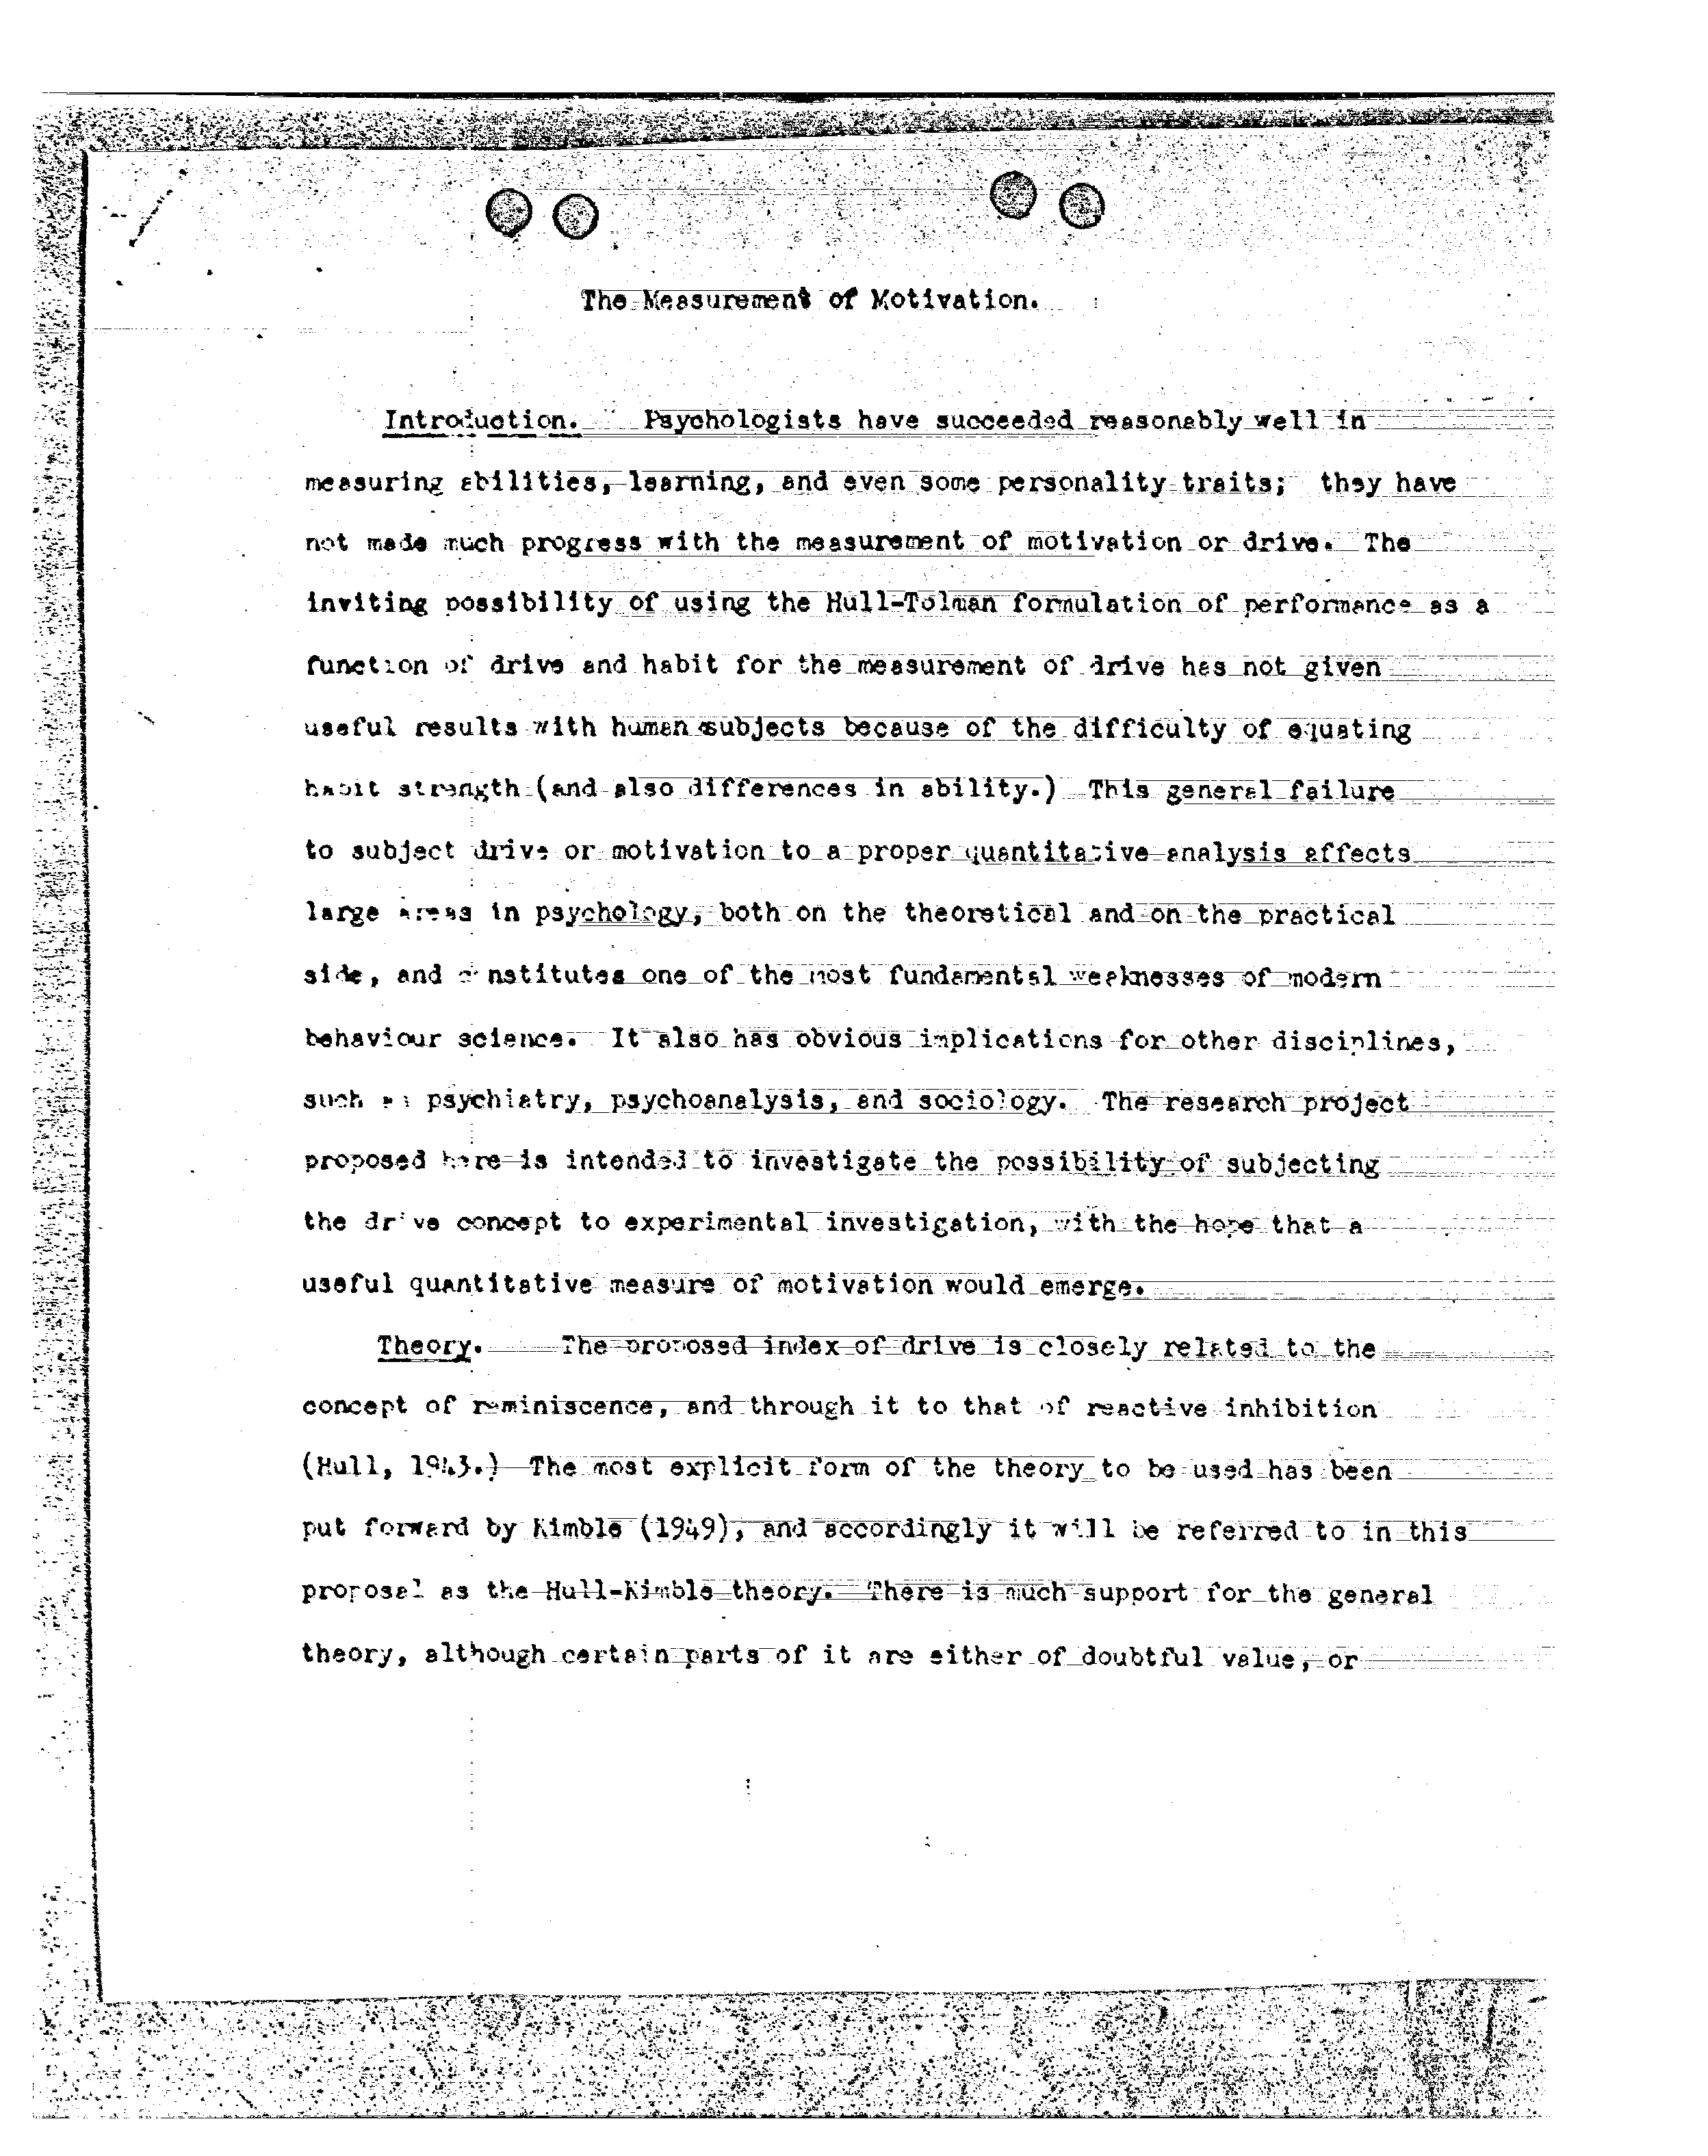 The Measurement of Motivation.
Introduction. Psychologists have succeeded reasonably well in
measuring abilities, learning, and even some personality traits; they have
not made much progress with the measurement of motivation or drive. The
inviting possibility of using the Hull-Tolman formulation of performance as a
function of drive and habit for the measurement of drive has not given
useful results with human subjects because of the difficulty of equating
habit strength (and also differences in ability.) This general failure
to subject drive or motivation to a proper quantitative analysis affects
large areas in psychology, both on the theoretical and on the practical
side, and constitutes one of the most fundamental weaknesses of modern
behaviour science. It also has obvious implications for other disciplines,
such as psychiatry, psychoanalysis, and sociology. The research project
proposed here is intended to investigate the possibility of subjecting
the drive concept to experimental investigation, with the hope that a
useful quantitative measure of motivation would emerge.
Theory. The proposed index of drive is closely related to the
concept of reminiscence, and through it to that of reactive inhibition
(Hull, 1943.) The most explicit form of the theory to be used has been
put forward by Kimble (1949), and accordingly it will be referred to in this
proposal as the Hull-Kimble theory. There is much support for the general
theory, although certain parts of it are either of doubtful value, or